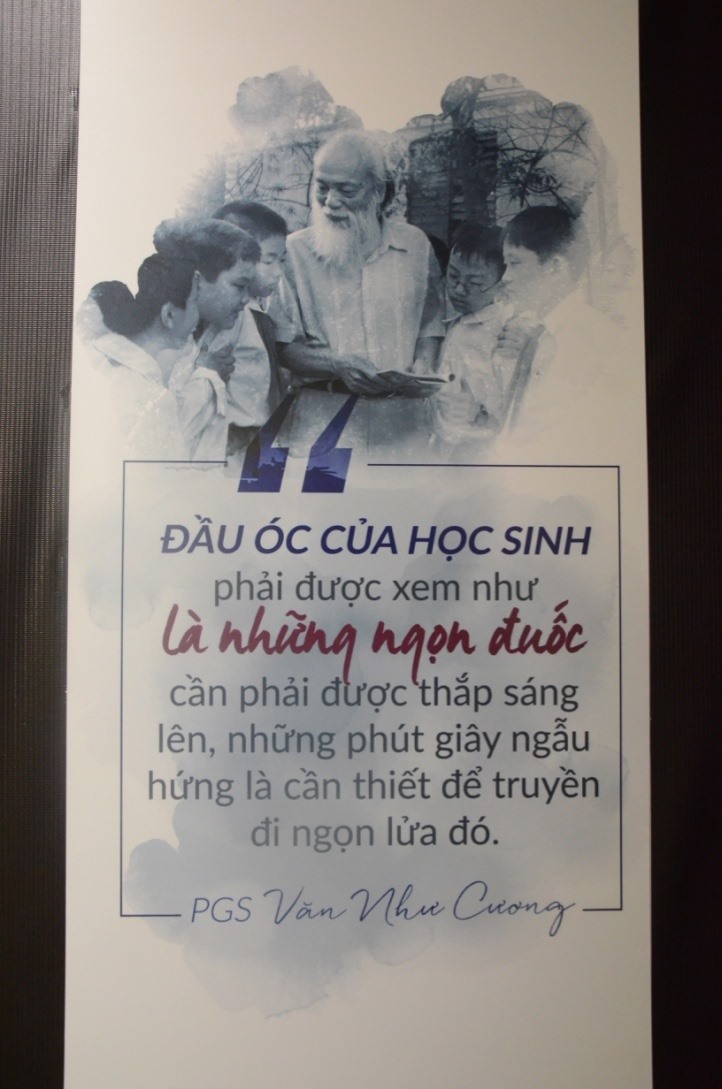 “
ĐẦU ÓC CỦA HỌC SINH
phải được xem như
là những ngọn đuốc
cần phải được thắp sáng
lên, những phút giây ngẫu
hứng là cần thiết để truyền
đi ngọn lửa đó.
PGS Văn Như Cương